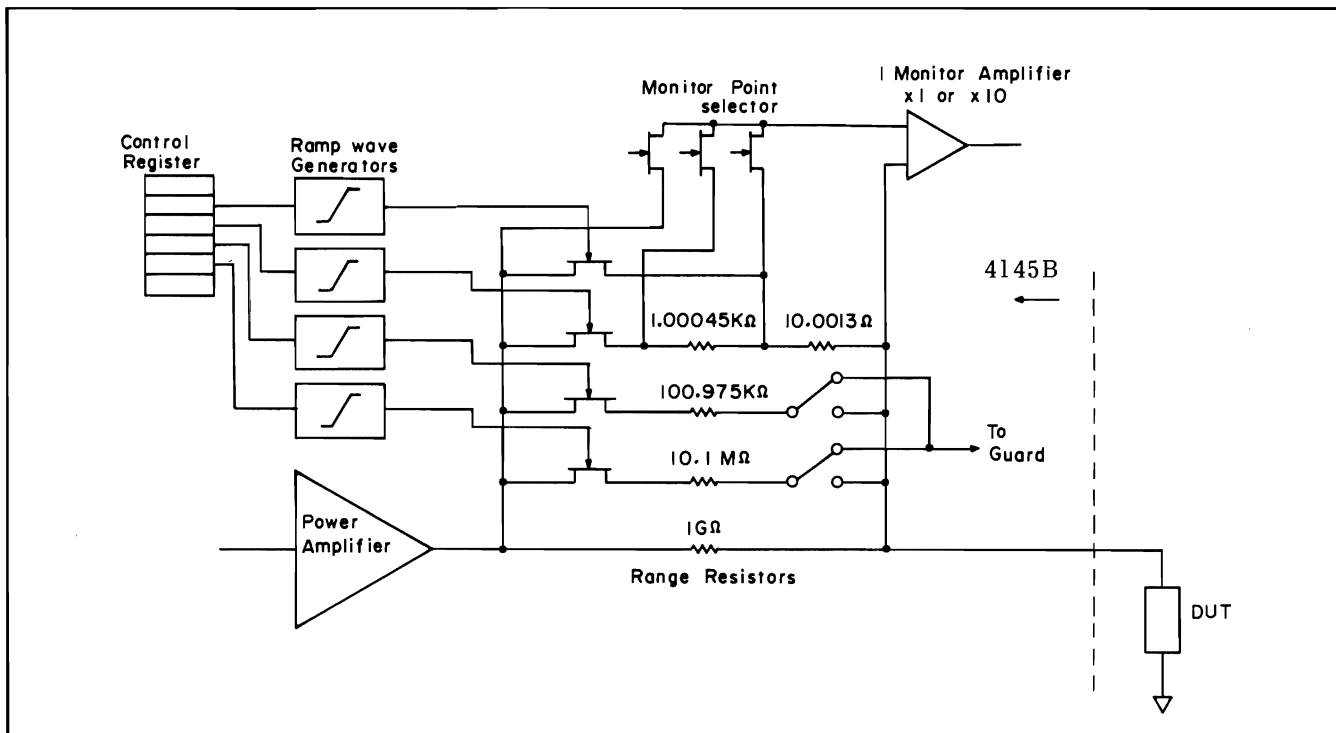 I Monitor Amplifier
x1 or x10
Monitor Point
selector
Control
Register
Ramp wave
Generators
4145B
1.00045KΩ
10.0013Ω
100.975KΩ
To
Guard
10.1 MΩ
Power
Amplifier
1GΩ
Range Resistors
DUT